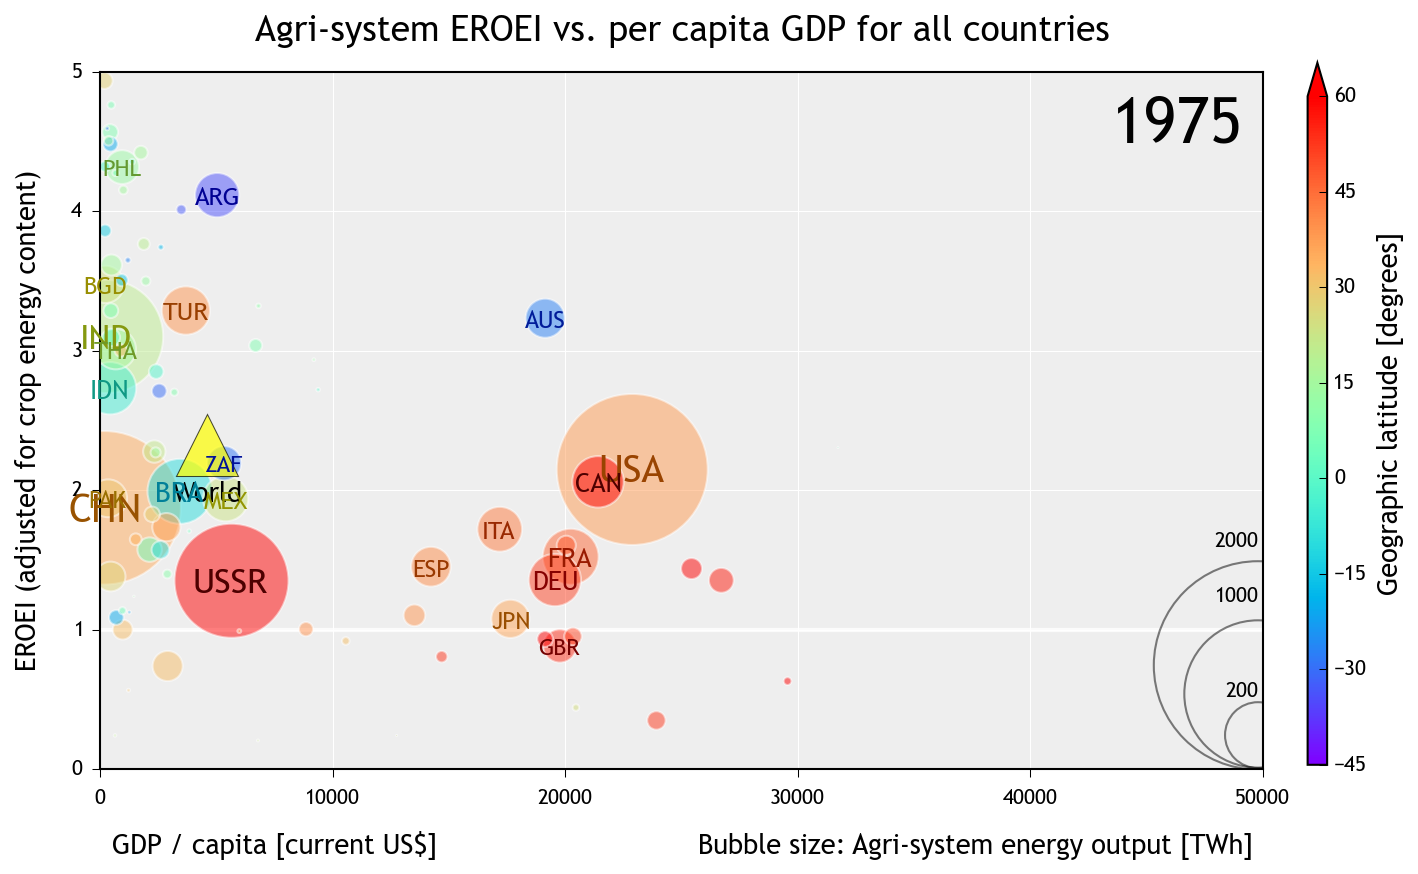 Agri-system EROEI vs. per capita GDP for all countries
1975
EROEI (adjusted for crop energy content)
5
4
3
2
1
0
PHL
ARG
BGD
TUR
AUS
IND
THA
IDN
ZAF
USA
CAN
PAK
BRA
World
MEX
CHN
ITA
FRA
ESP
DEU
USSR
JPN
GBR
2000
1000
200
0
10000
20000
30000
40000
50000
GDP / capita [current US$]
Bubble size: Agri-system energy output [TWh]
60
45
30
15
0
−15
−30
−45
Geographic latitude [degrees]